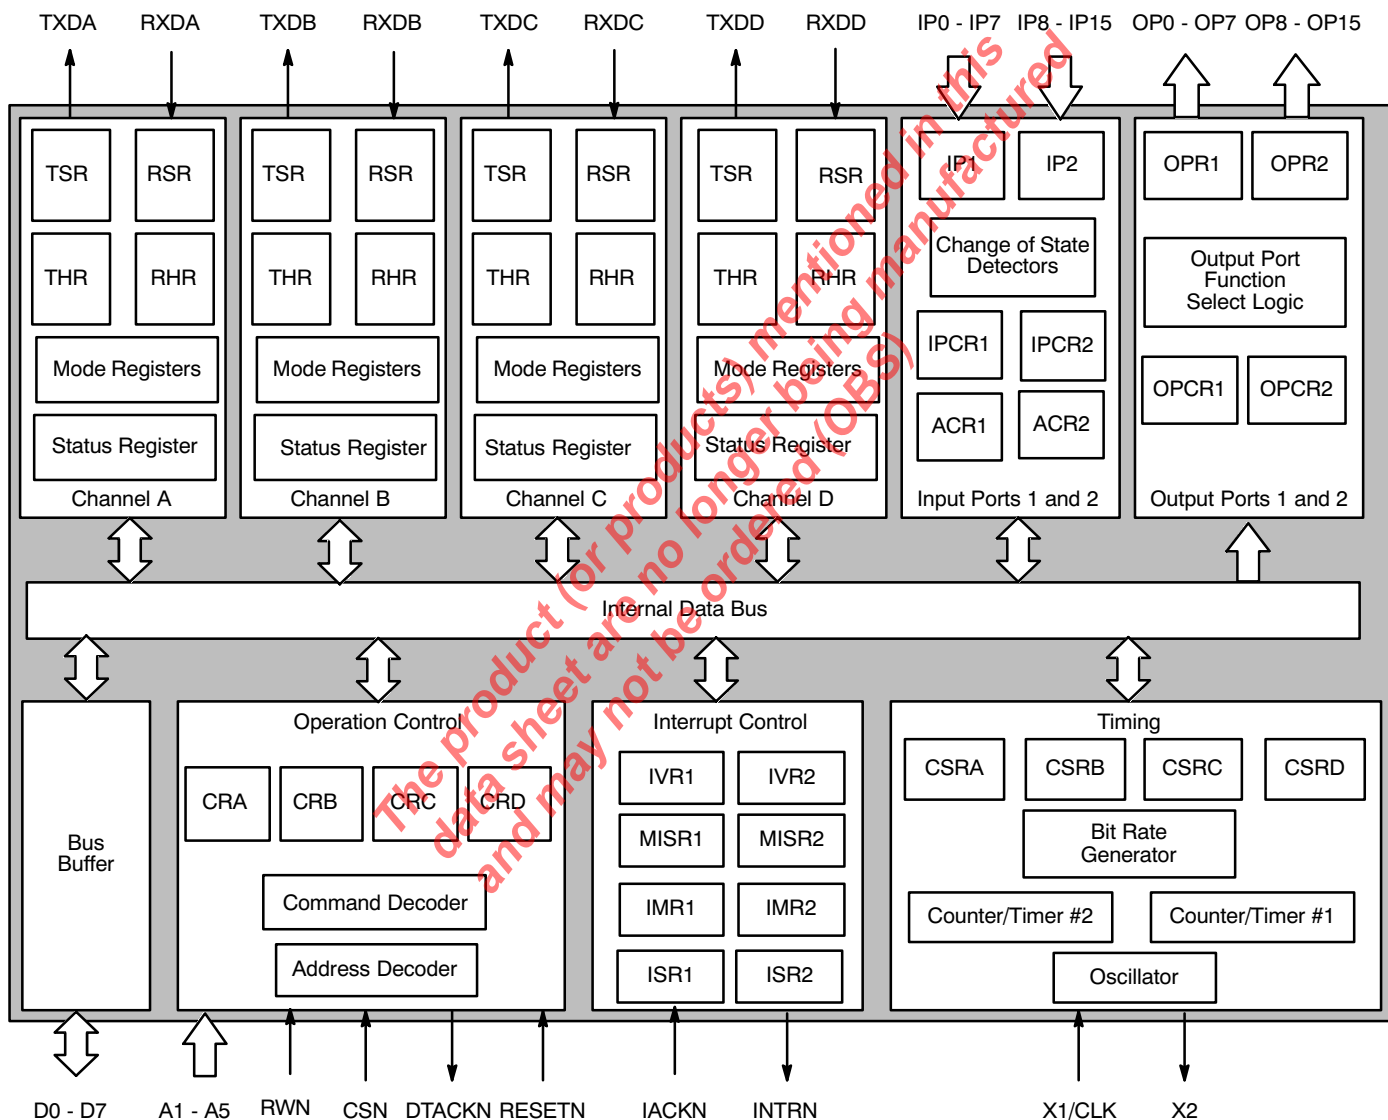 TXDA RXDA TXDB RXDB TXDC RXDC TXDD RXDD IP0 - IP7 IP8 - IP15 OP0 - OP7 OP8 - OP15
TSR RSR TSR RSR TSR RSR TSR RSR IP1 IP2 OPR1 OPR2
THR RHR THR RHR THR RHR THR RHR
Change of State
Detectors
Output Port
Function
Select Logic
Mode Registers Mode Registers Mode Registers Mode Registers
IPCR1 IPCR2
OPCR1 OPCR2
Status Register Status Register Status Register Status Register
ACR1 ACR2
Channel A Channel B Channel C Channel D Input Ports 1 and 2 Output Ports 1 and 2
Internal Data Bus
Bus
Buffer
Operation Control
CRA CRB CRC CRD
Command Decoder
Address Decoder
Interrupt Control
IVR1 IVR2
MISR1 MISR2
IMR1 IMR2
ISR1 ISR2
Timing
CSRA CSRB CSRC CSRD
Bit Rate
Generator
Counter/Timer #2 Counter/Timer #1
Oscillator
D0 - D7 A1 - A5 RWN CSN DTACKN RESETN IACKN INTRN X1/CLK X2
The product (or products) mentioned in this
data sheet are no longer being manufactured
and may not be ordered (OBS)